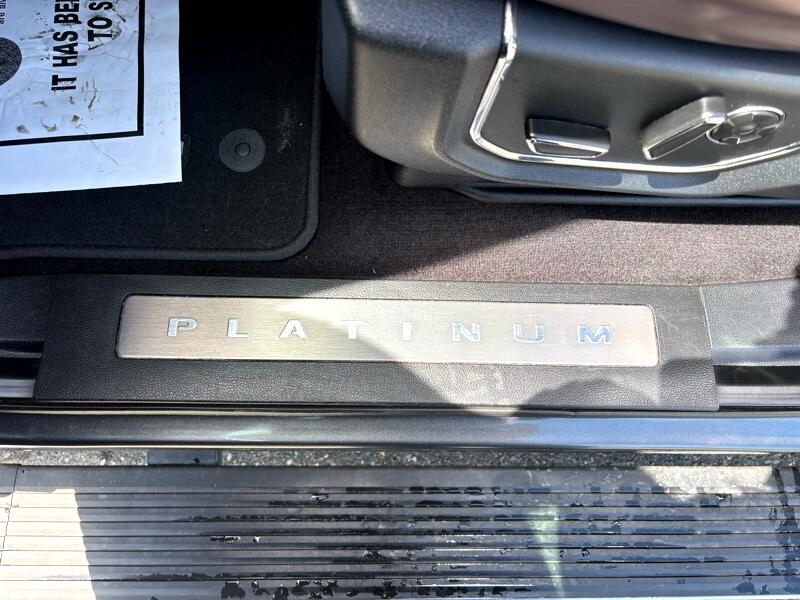 IT HAS BE
TO S
PLATINUM